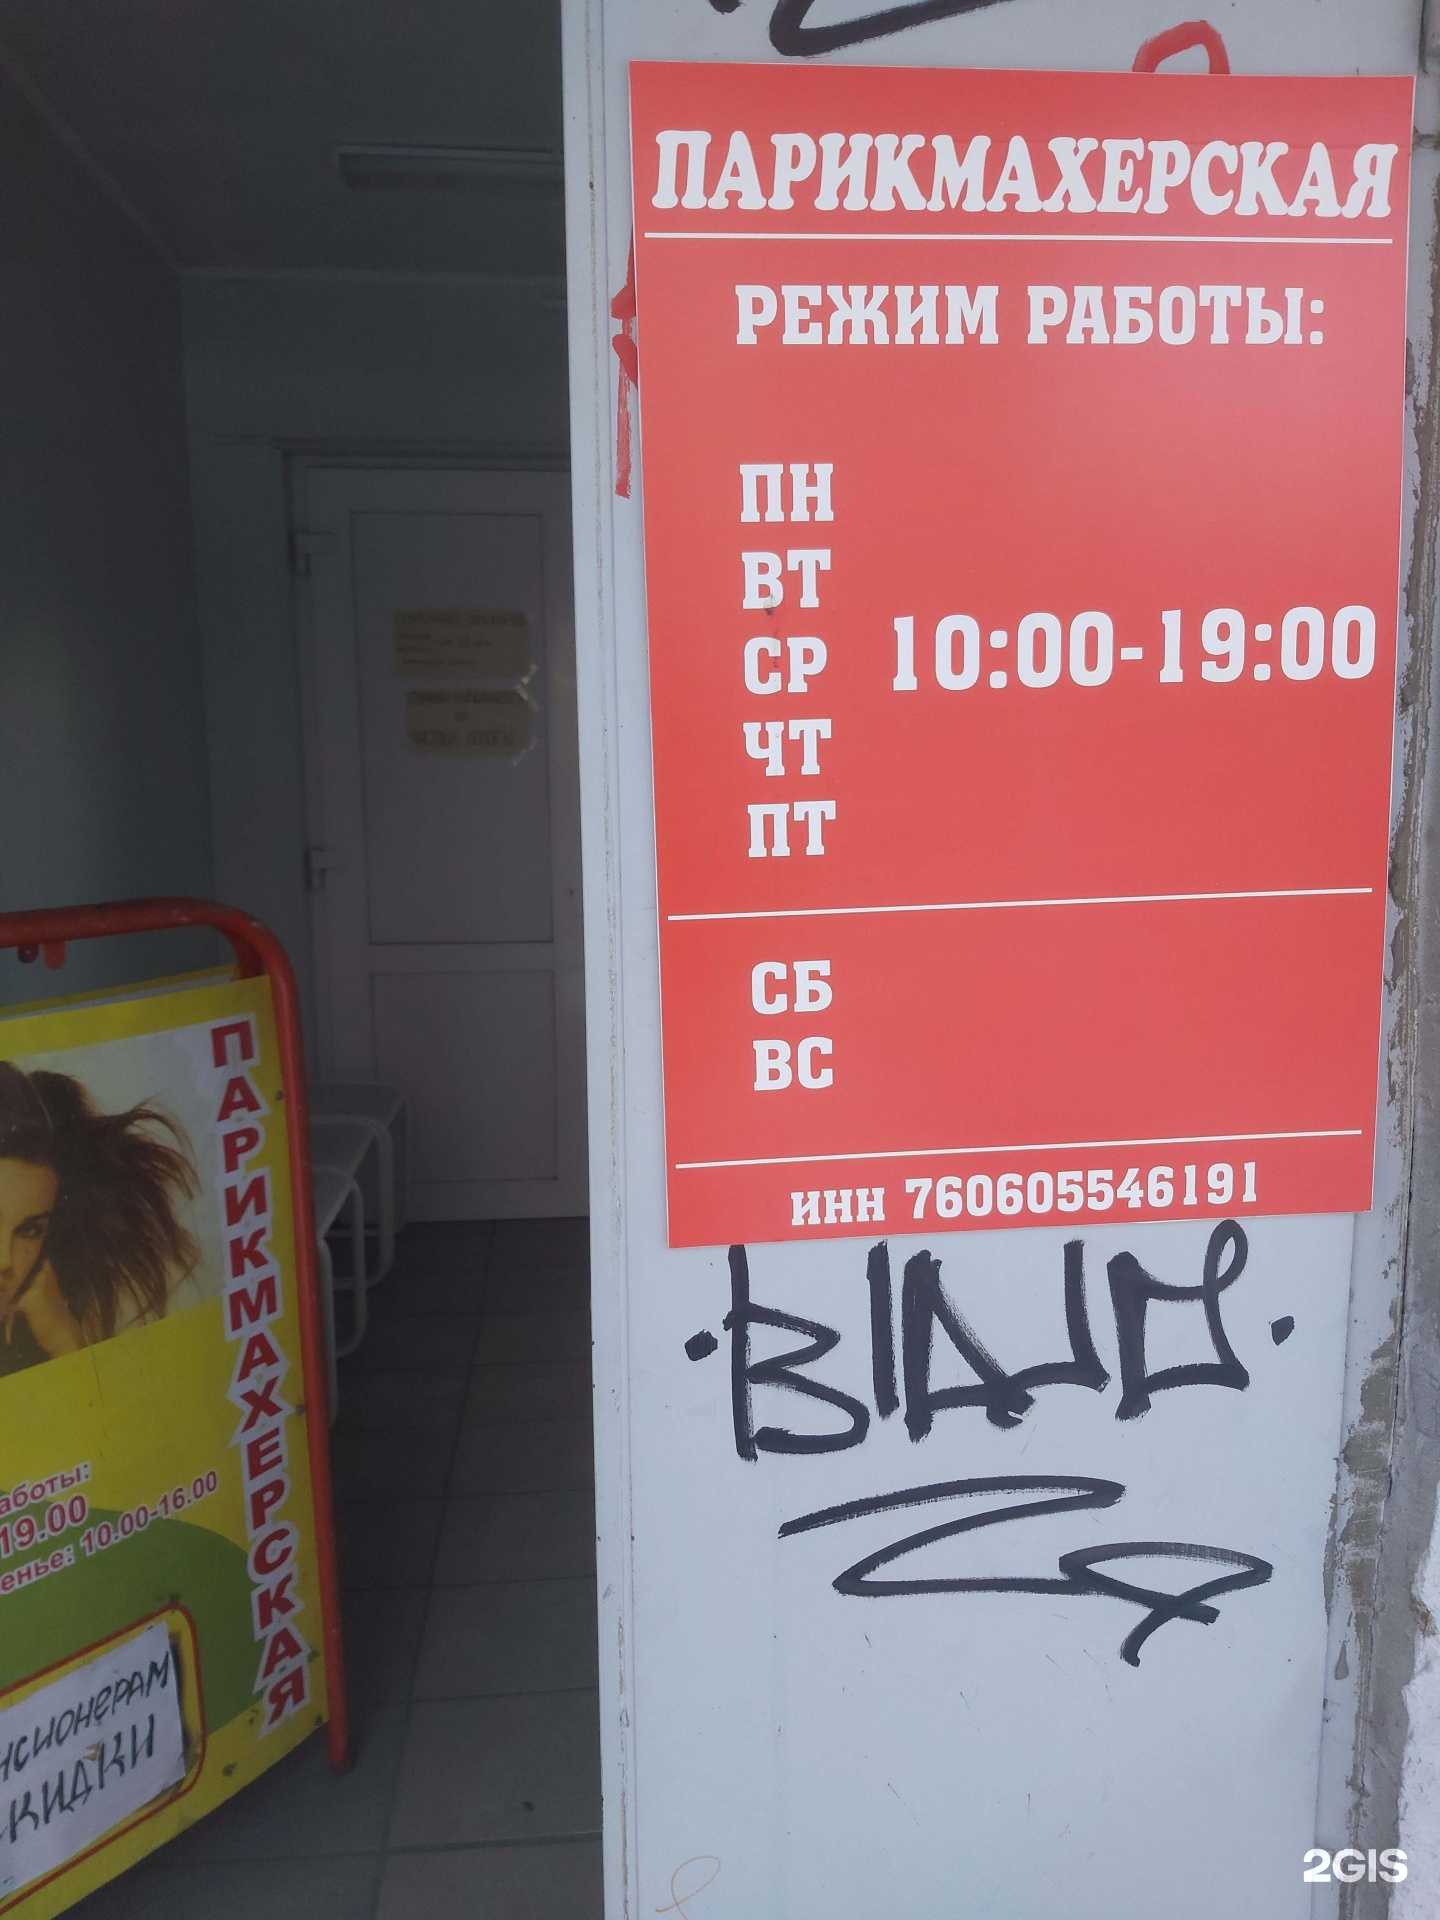 ПАРИКМАХЕРСКАЯ
РЕЖИМ РАБОТЫ:
ПН
ВТ
СР
ЧТ
ПТ
10:00-19:00
СБ
ВС
ИНН 760605546191
ПАРИКМАХЕРСКАЯ
аботы:
19.00
енье: 10.00-16.00
НСИОНЕРАМ
КИДКИ
2GIS